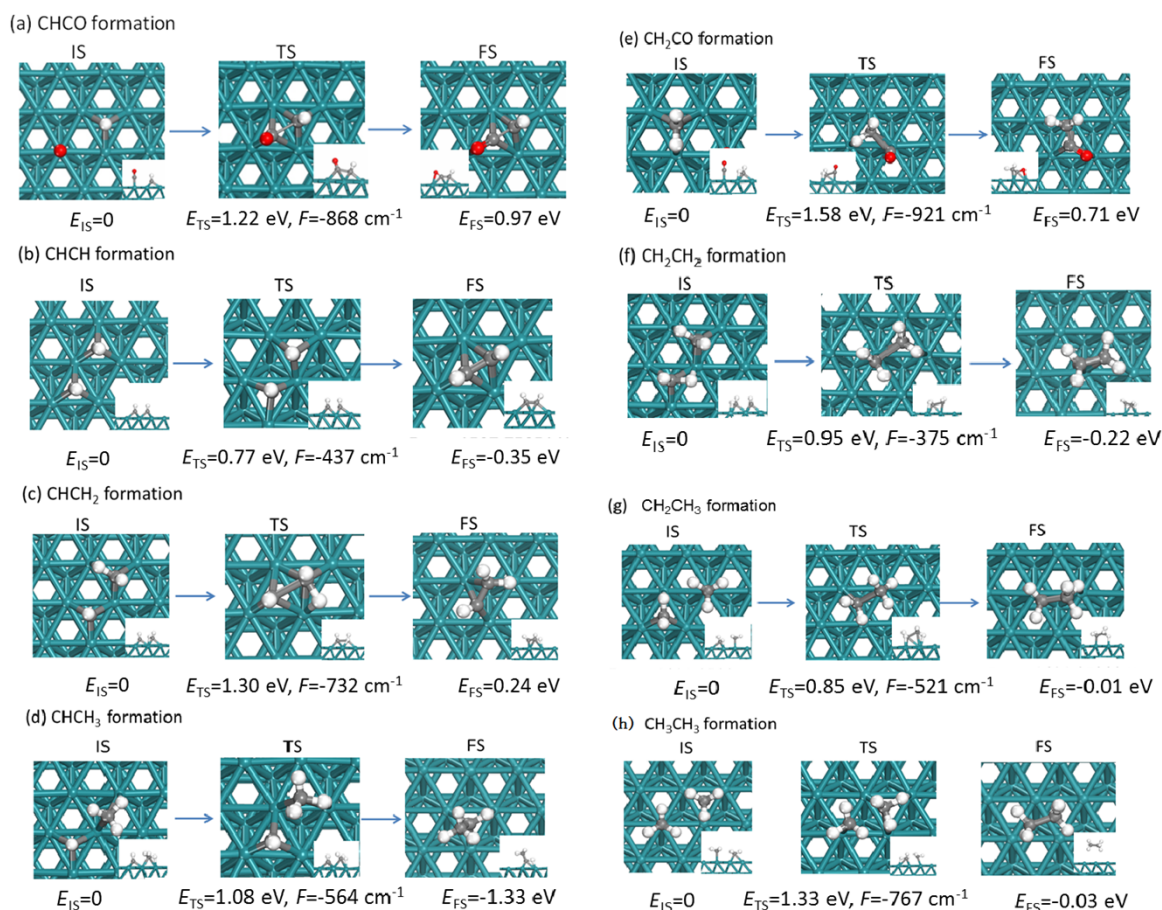 (a) CHCO formation
IS TS FS
E_IS=0 E_TS=1.22 eV, F=-868 cm⁻¹ E_FS=0.97 eV
(b) CHCH formation
IS TS FS
E_IS=0 E_TS=0.77 eV, F=-437 cm⁻¹ E_FS=-0.35 eV
(c) CHCH₂ formation
IS TS FS
E_IS=0 E_TS=1.30 eV, F=-732 cm⁻¹ E_FS=0.24 eV
(d) CHCH₃ formation
IS TS FS
E_IS=0 E_TS=1.08 eV, F=-564 cm⁻¹ E_FS=-1.33 eV
(e) CH₂CO formation
IS TS FS
E_IS=0 E_TS=1.58 eV, F=-921 cm⁻¹ E_FS=0.71 eV
(f) CH₂CH₂ formation
IS TS FS
E_IS=0 E_TS=0.95 eV, F=-375 cm⁻¹ E_FS=-0.22 eV
(g) CH₂CH₃ formation
IS TS FS
E_IS=0 E_TS=0.85 eV, F=-521 cm⁻¹ E_FS=-0.01 eV
(h) CH₃CH₃ formation
IS TS FS
E_IS=0 E_TS=1.33 eV, F=-767 cm⁻¹ E_FS=-0.03 eV